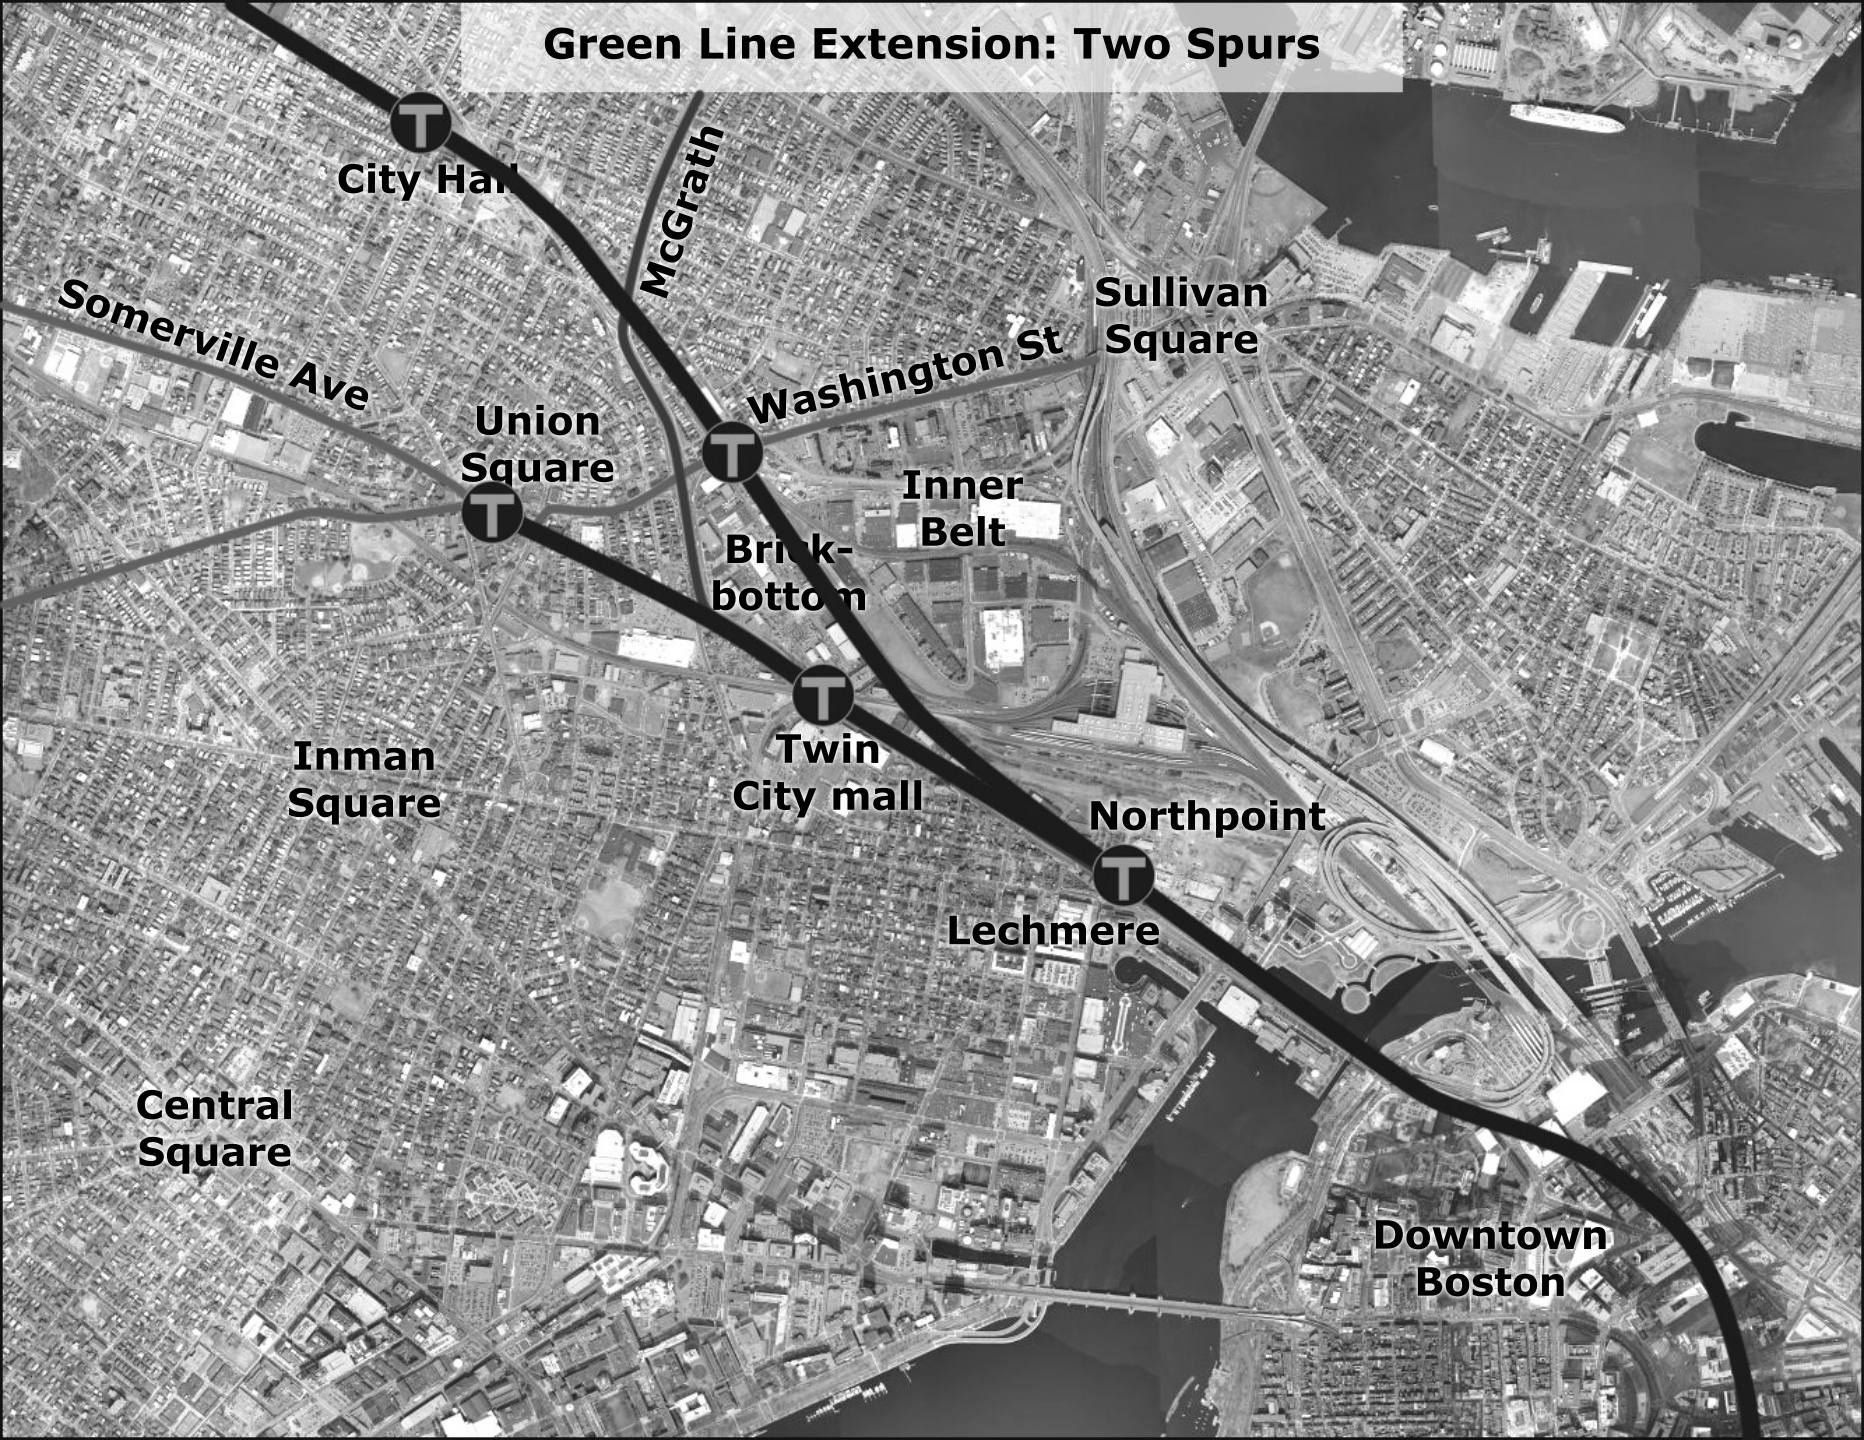 Green Line Extension: Two Spurs
T
City Hall
McGrath
Somerville Ave
Sullivan
Square
Washington St
Union
Square
T
T
Inner
Belt
Brick-
bottom
T
Twin
City mall
Inman
Square
Northpoint
T
Lechmere
Central
Square
Downtown
Boston